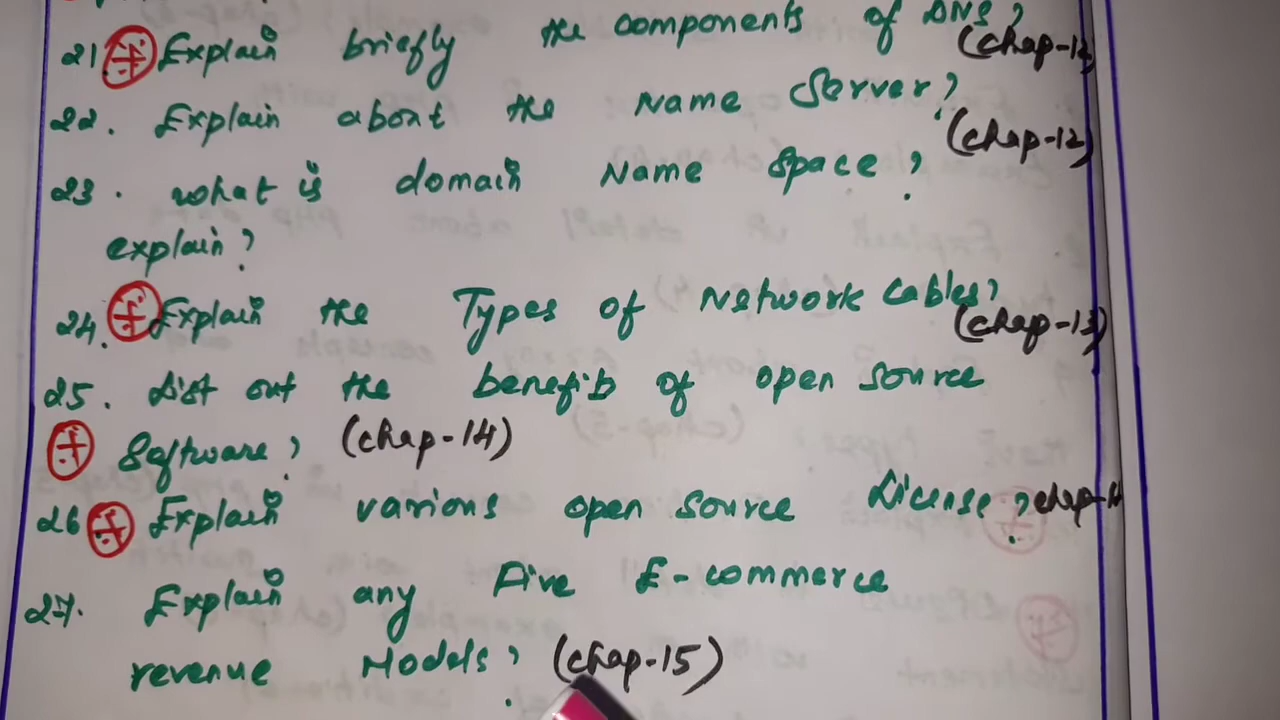 21. Explain briefly the components of DNS?
(chap-12
22. Explain about the Name Server?
(chap-12)
23. what is domain Name Space?
explain?
24. Explain the Types of Network Cables?
(chap-13)
25. List out the benefits of open source
Software? (chap-14)
26 Explain various open source License? chap-14
27. Explain any Five E-commerce
revenue Models? (chap-15)